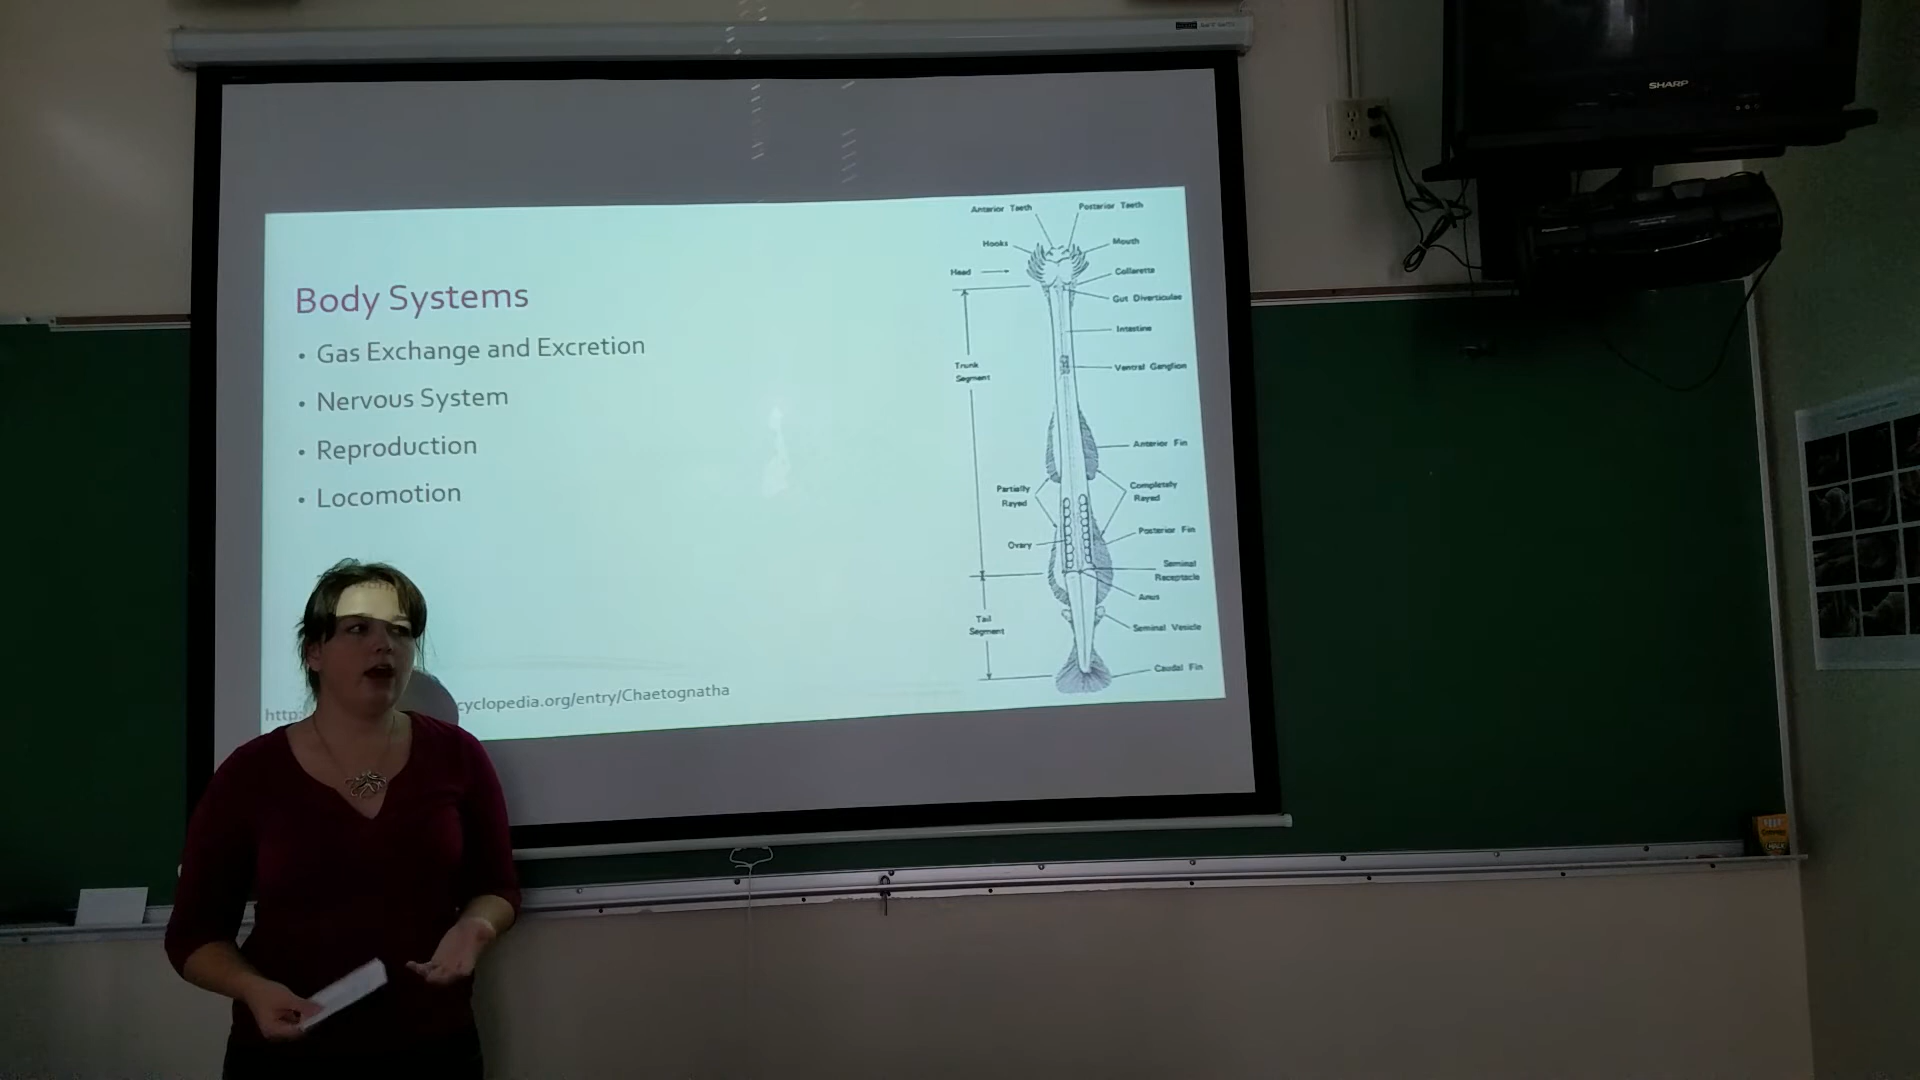 SHARP
Anterior Teeth
Posterior Teeth
Hooks
Mouth
Head
Collarette
Gut Diverticulae
Intestine
Trunk
Segment
Ventral Ganglion
Anterior Fin
Partially
Rayed
Completely
Rayed
Posterior Fin
Ovary
Seminal
Receptacle
Anus
Tail
Segment
Seminal Vesicle
Caudal Fin
Body Systems
• Gas Exchange and Excretion
• Nervous System
• Reproduction
• Locomotion
http:
cyclopedia.org/entry/Chaetognatha